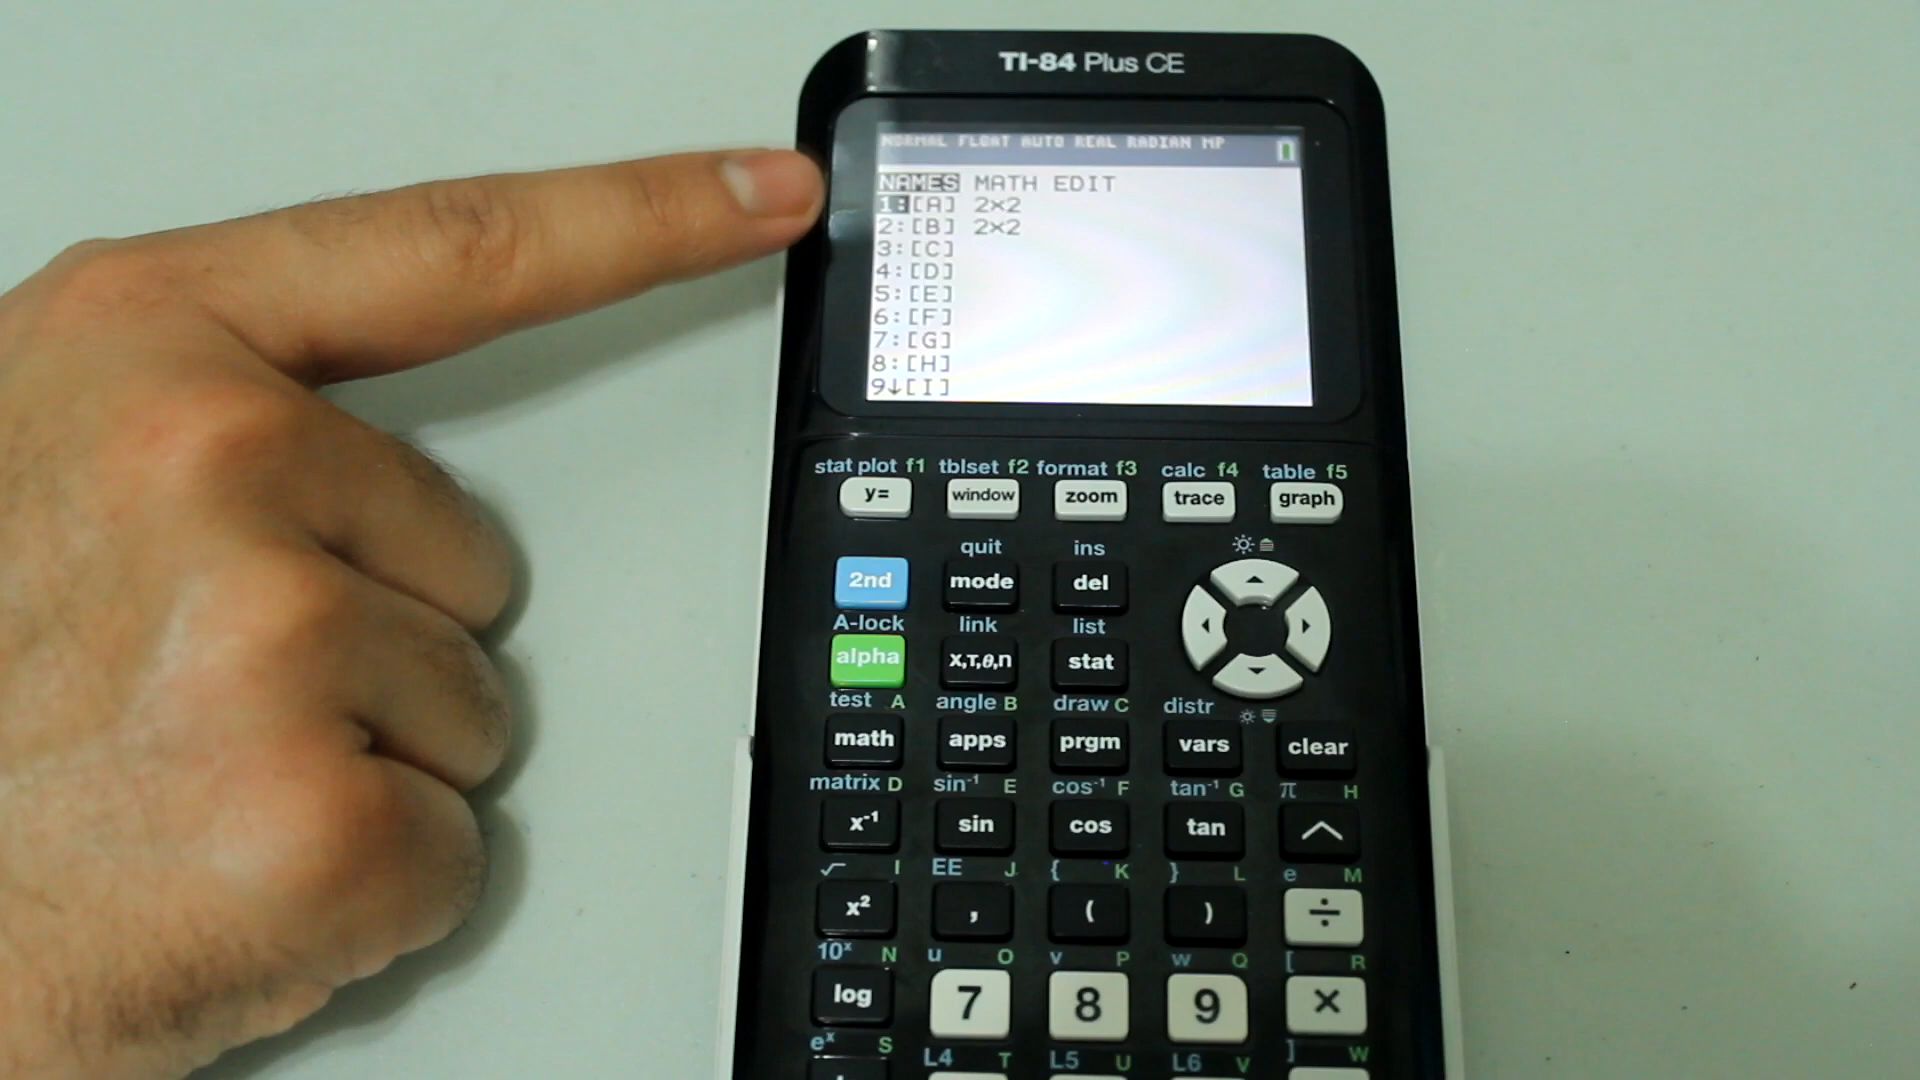 TI-84 Plus CE
NORMAL FLOAT AUTO REAL RADIAN MP
NAMES MATH EDIT
1:[A] 2×2
2:[B] 2×2
3:[C]
4:[D]
5:[E]
6:[F]
7:[G]
8:[H]
9↓[I]
stat plot f1 tblset f2 format f3 calc f4 table f5
y= window zoom trace graph
quit ins
2nd mode del
A-lock link list
alpha X,T,θ,n stat
test A angle B draw C distr
math apps prgm vars clear
matrix D sin⁻¹ E cos⁻¹ F tan⁻¹ G π H
x⁻¹ sin cos tan ^
√ I EE J { K } L e M
x² , ( ) ÷
10ˣ N u O v P w Q [ R
log 7 8 9 ×
eˣ S L4 T L5 U L6 V ] W